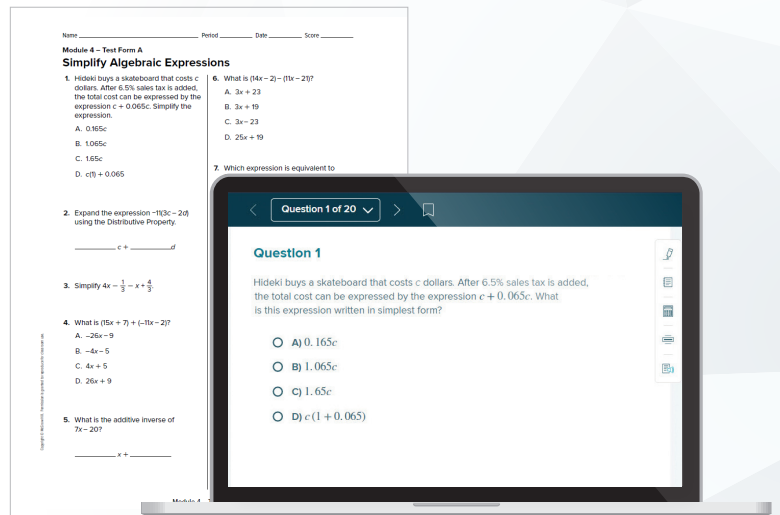 Name Period Date Score
Module 4 – Test Form A
Simplify Algebraic Expressions
1. Hideki buys a skateboard that costs c
dollars. After 6.5% sales tax is added,
the total cost can be expressed by the
expression c + 0.065c. Simplify the
expression.
A. 0.165c
B. 1.065c
C. 1.65c
D. c(1) + 0.065
2. Expand the expression –11(3c – 2d)
using the Distributive Property.
c + d
3. Simplify 4x – 1/3 – x + 4/3.
4. What is (15x + 7) + (–11x – 2)?
A. –26x – 9
B. –4x – 5
C. 4x + 5
D. 26x + 9
5. What is the additive inverse of
7x – 20?
x +
6. What is (14x – 2) – (11x – 21)?
A. 3x + 23
B. 3x + 19
C. 3x – 23
D. 25x + 19
7. Which expression is equivalent to
Module 4
Question 1 of 20
Question 1
Hideki buys a skateboard that costs c dollars. After 6.5% sales tax is added,
the total cost can be expressed by the expression c + 0.065c. What
is this expression written in simplest form?
A) 0.165c
B) 1.065c
C) 1.65c
D) c(1 + 0.065)